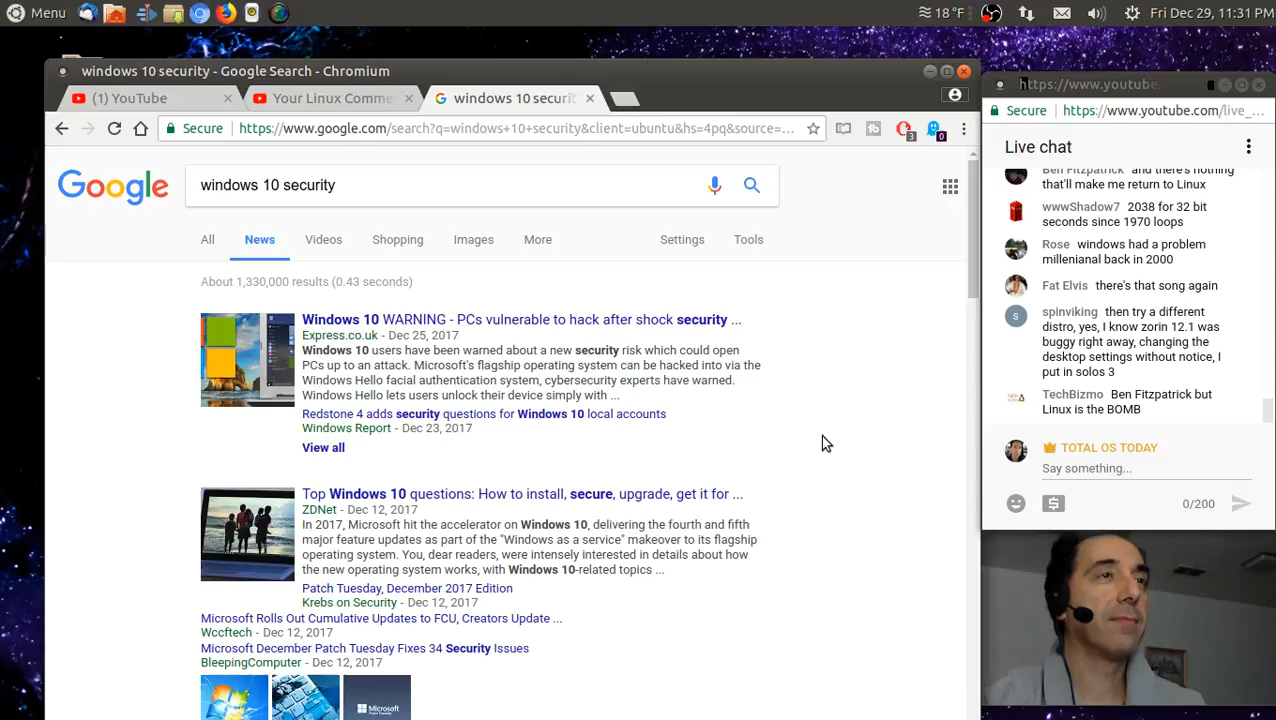 Menu
18 °F
Fri Dec 29, 11:31 PM
windows 10 security - Google Search - Chromium
(1) YouTube
Your Linux Comme
windows 10 securit
Secure
https://www.google.com/search?q=windows+10+security&client=ubuntu&hs=4pq&source=...
3
0
Google
windows 10 security
All
News
Videos
Shopping
Images
More
Settings
Tools
About 1,330,000 results (0.43 seconds)
Windows 10 WARNING - PCs vulnerable to hack after shock security ...
Express.co.uk - Dec 25, 2017
Windows 10 users have been warned about a new security risk which could open
PCs up to an attack. Microsoft's flagship operating system can be hacked into via the
Windows Hello facial authentication system, cybersecurity experts have warned.
Windows Hello lets users unlock their device simply with ...
Redstone 4 adds security questions for Windows 10 local accounts
Windows Report - Dec 23, 2017
View all
Top Windows 10 questions: How to install, secure, upgrade, get it for ...
ZDNet - Dec 12, 2017
In 2017, Microsoft hit the accelerator on Windows 10, delivering the fourth and fifth
major feature updates as part of the "Windows as a service" makeover to its flagship
operating system. You, dear readers, were intensely interested in details about how
the new operating system works, with Windows 10-related topics ...
Patch Tuesday, December 2017 Edition
Krebs on Security - Dec 12, 2017
Microsoft Rolls Out Cumulative Updates to FCU, Creators Update ...
Wccftech - Dec 12, 2017
Microsoft December Patch Tuesday Fixes 34 Security Issues
BleepingComputer - Dec 12, 2017
Microsoft
https://www.youtube
Secure
https://www.youtube.com/live_...
Live chat
Ben Fitzpatrick and there's nothing
that'll make me return to Linux
wwwShadow7 2038 for 32 bit
seconds since 1970 loops
Rose windows had a problem
millenianal back in 2000
Fat Elvis there's that song again
S
spinviking then try a different
distro, yes, I know zorin 12.1 was
buggy right away, changing the
desktop settings without notice, I
put in solos 3
TechBizmo Ben Fitzpatrick but
Linux is the BOMB
TOTAL OS TODAY
Say something...
0/200